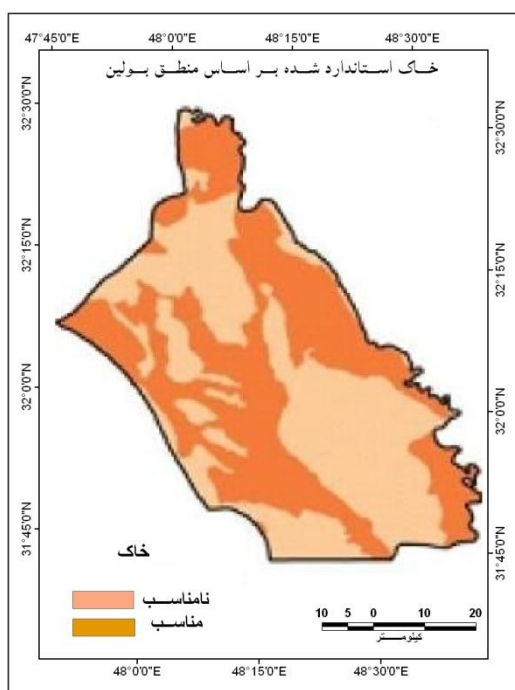 47°45'0"E 48°0'0"E 48°15'0"E 48°30'0"E
خاک استاندارد شده بر اساس منطق بولین
32°30'0"N 32°30'0"N
32°15'0"N 32°15'0"N
32°0'0"N 32°0'0"N
31°45'0"N 31°45'0"N
خاک
نامناسب
مناسب
10 5 0 10 20
کیلومتر
48°0'0"E 48°15'0"E 48°30'0"E